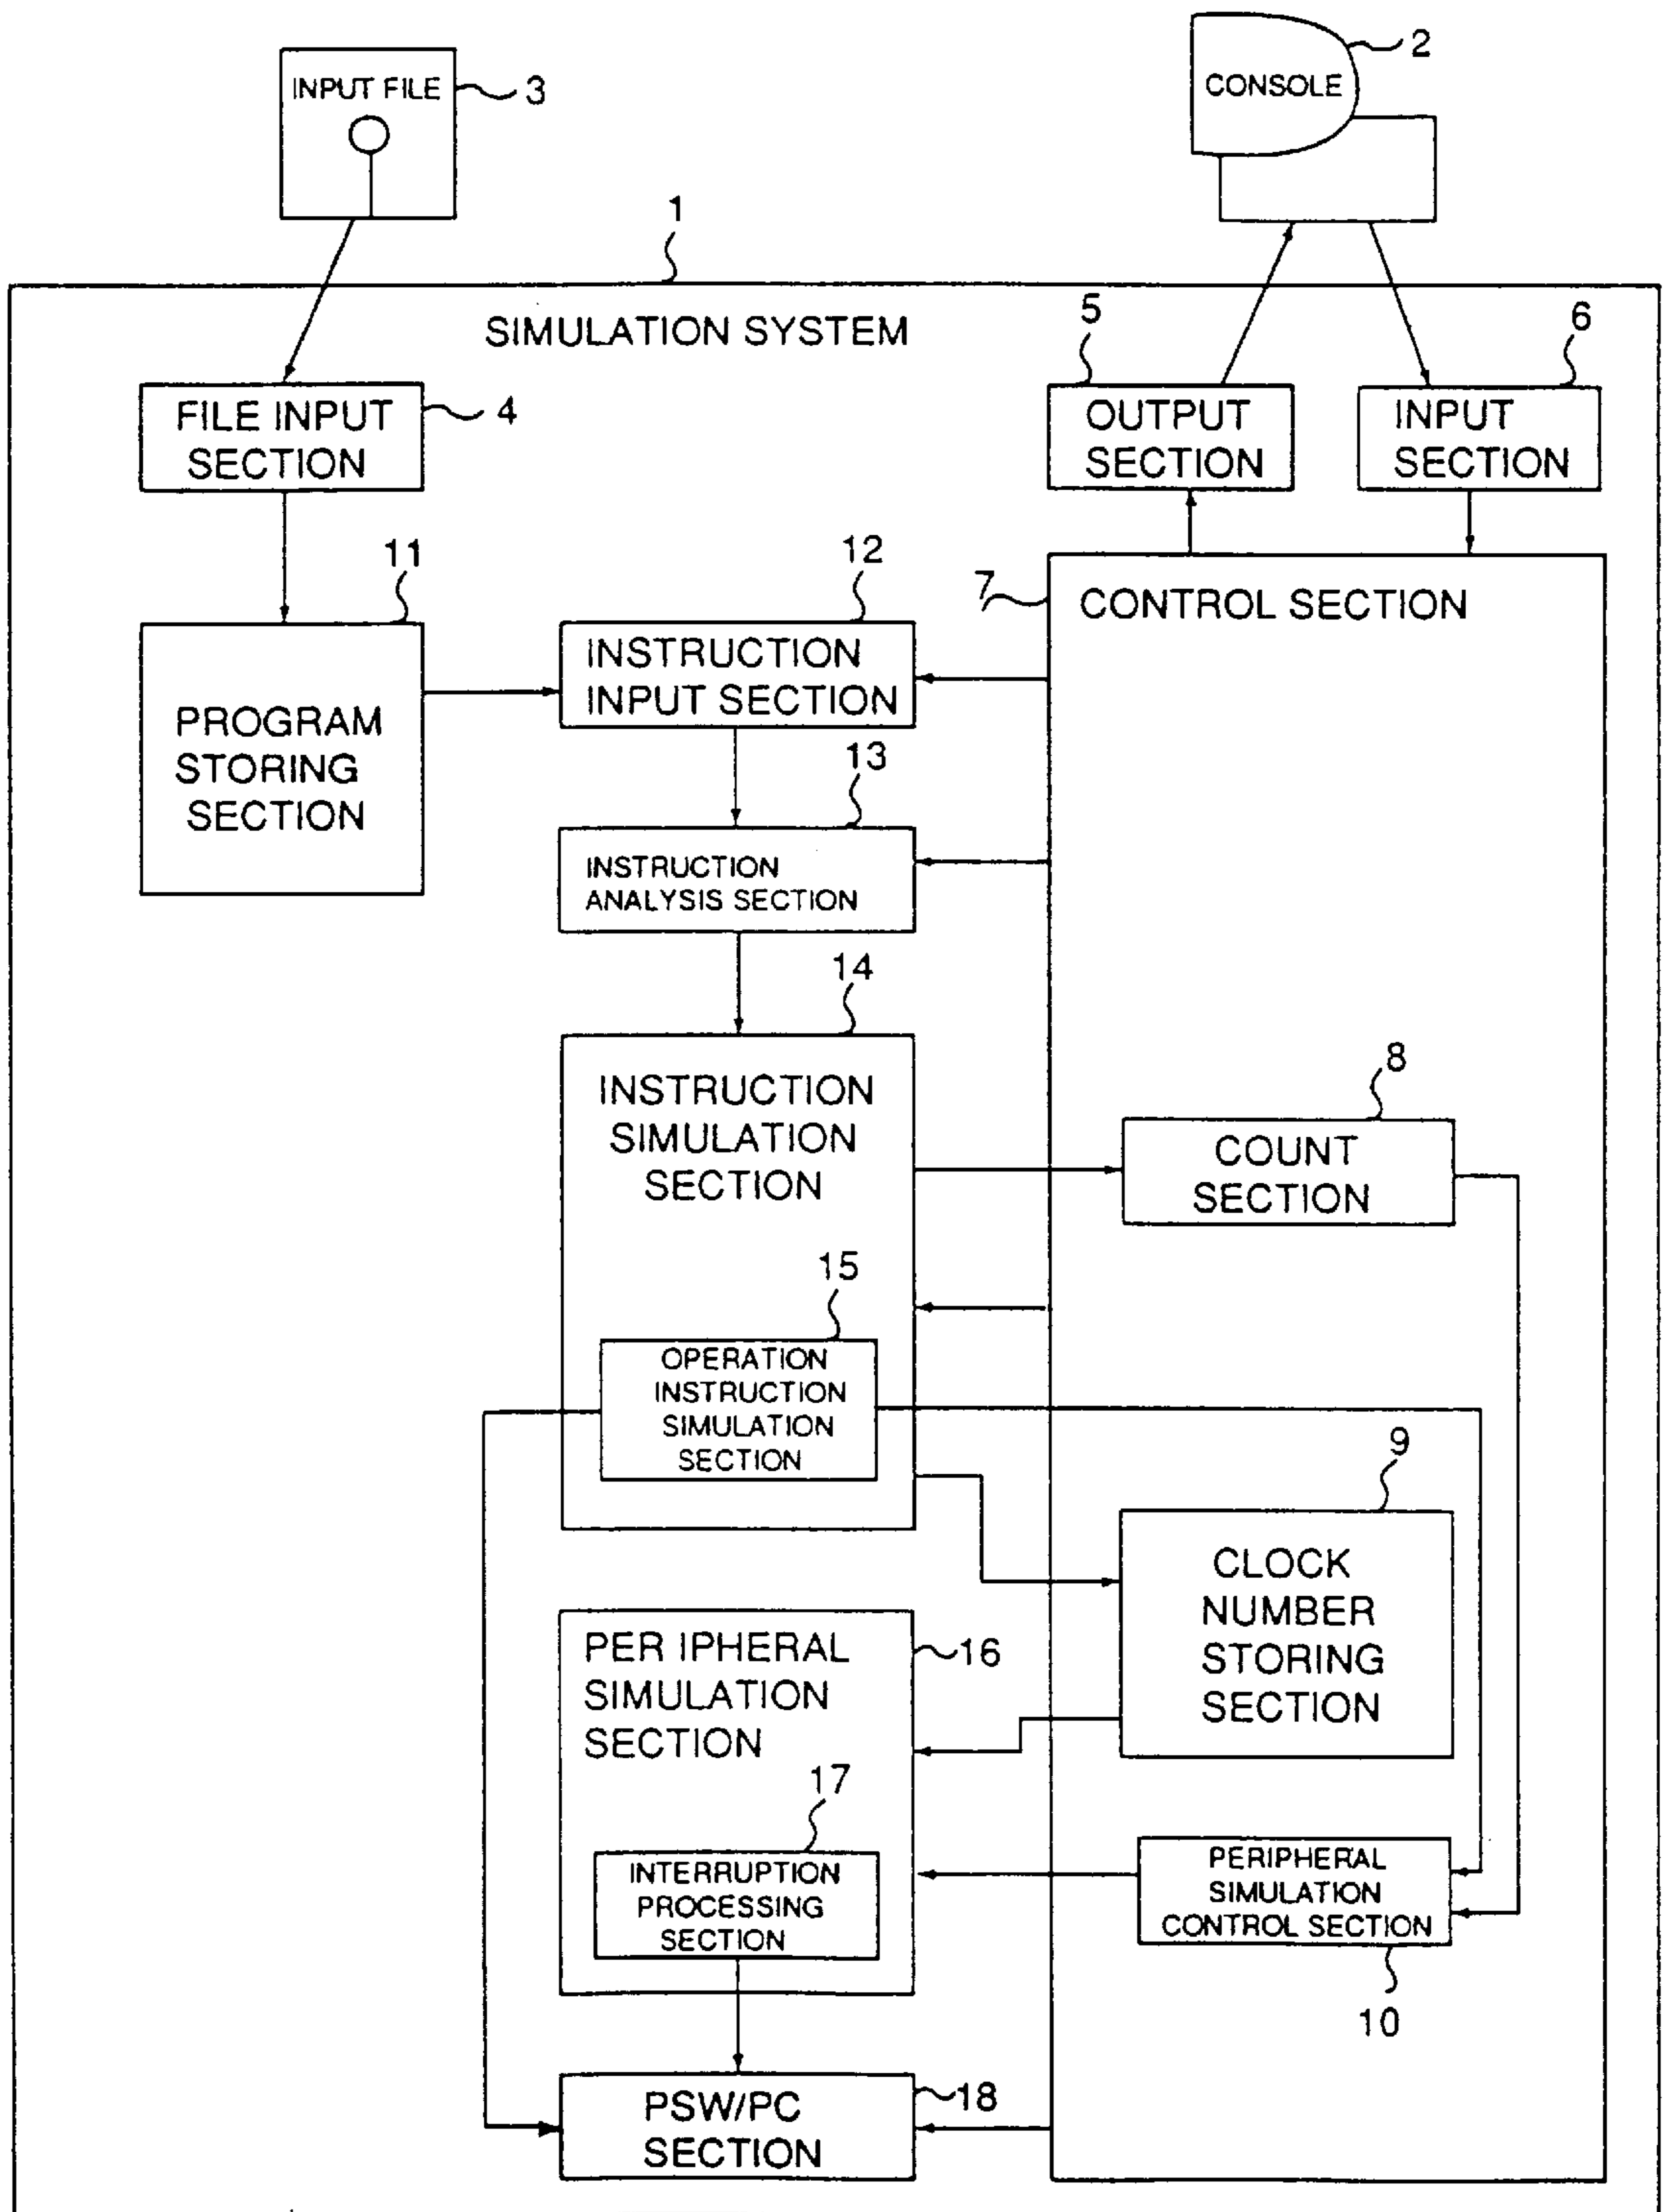 INPUT FILE
3
CONSOLE
2
1
SIMULATION SYSTEM
FILE INPUT
SECTION
4
5
OUTPUT
SECTION
6
INPUT
SECTION
11
PROGRAM
STORING
SECTION
12
INSTRUCTION
INPUT SECTION
7
CONTROL SECTION
13
INSTRUCTION
ANALYSIS SECTION
14
INSTRUCTION
SIMULATION
SECTION
8
COUNT
SECTION
15
OPERATION
INSTRUCTION
SIMULATION
SECTION
9
CLOCK
NUMBER
STORING
SECTION
PER IPHERAL
SIMULATION
SECTION
16
17
INTERRUPTION
PROCESSING
SECTION
PERIPHERAL
SIMULATION
CONTROL SECTION
10
PSW/PC
SECTION
18